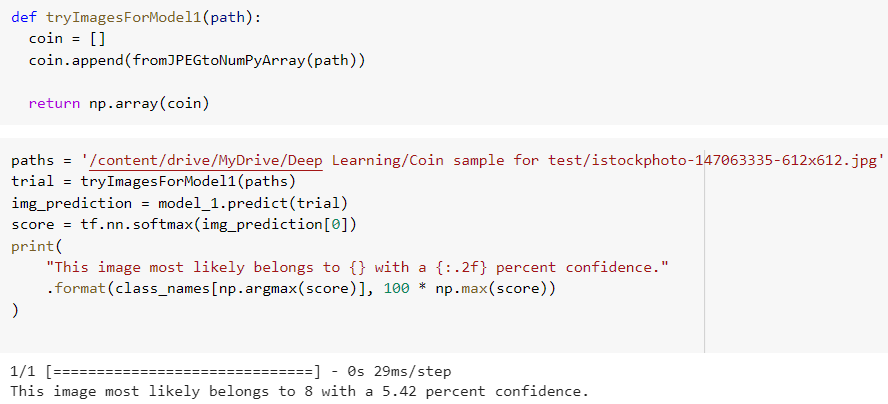 def tryImagesForModel1(path):
  coin = []
  coin.append(fromJPEGtoNumPyArray(path))
  return np.array(coin)
paths = '/content/drive/MyDrive/Deep Learning/Coin sample for test/istockphoto-147063335-612x612.jpg'
trial = tryImagesForModel1(paths)
img_prediction = model_1.predict(trial)
score = tf.nn.softmax(img_prediction[0])
print(
    "This image most likely belongs to {} with a {:.2f} percent confidence."
    .format(class_names[np.argmax(score)], 100 * np.max(score))
)
1/1 [==============================] - 0s 29ms/step
This image most likely belongs to 8 with a 5.42 percent confidence.